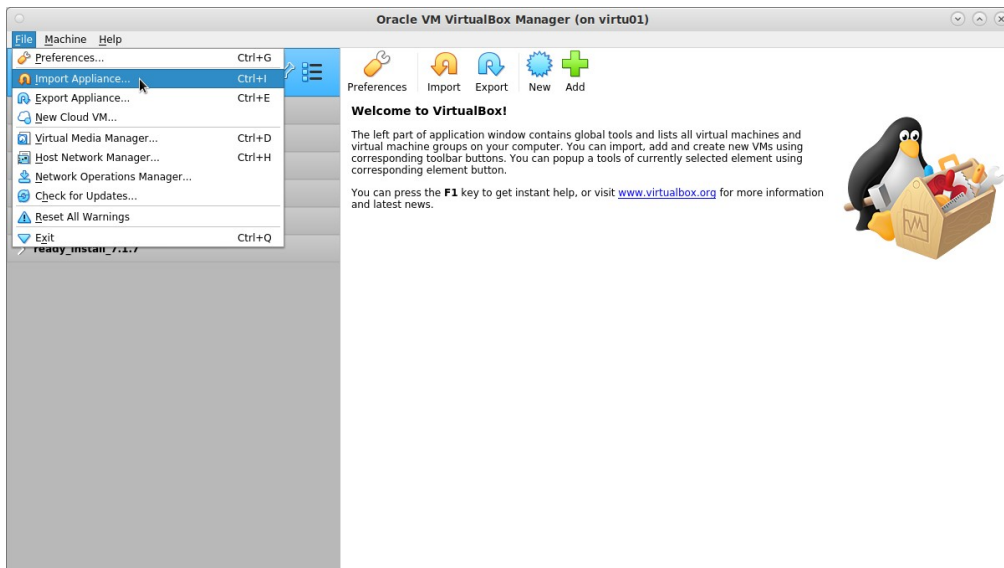 Oracle VM VirtualBox Manager (on virtu01)
File Machine Help
Preferences... Ctrl+G
Import Appliance... Ctrl+I
Export Appliance... Ctrl+E
New Cloud VM...
Virtual Media Manager... Ctrl+D
Host Network Manager... Ctrl+H
Network Operations Manager...
Check for Updates...
Reset All Warnings
Exit Ctrl+Q
ready_install_7.1.7
Preferences Import Export New Add
Welcome to VirtualBox!
The left part of application window contains global tools and lists all virtual machines and
virtual machine groups on your computer. You can import, add and create new VMs using
corresponding toolbar buttons. You can popup a tools of currently selected element using
corresponding element button.
You can press the F1 key to get instant help, or visit www.virtualbox.org for more information
and latest news.